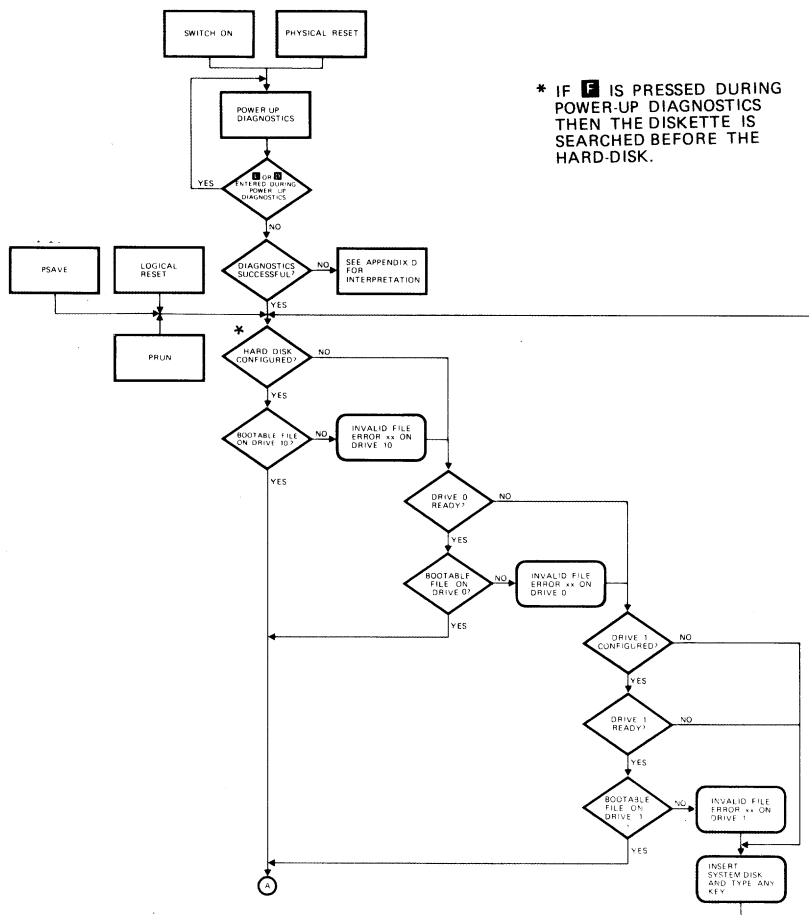 SWITCH ON
PHYSICAL RESET
* IF F IS PRESSED DURING
POWER-UP DIAGNOSTICS
THEN THE DISKETTE IS
SEARCHED BEFORE THE
HARD-DISK.
POWER UP
DIAGNOSTICS
OR
ENTERED DURING
POWER UP
DIAGNOSTICS
YES
NO
PSAVE
LOGICAL
RESET
DIAGNOSTICS
SUCCESSFUL?
NO
SEE APPENDIX D
FOR
INTERPRETATION
YES
*
PRUN
HARD DISK
CONFIGURED?
NO
YES
BOOTABLE FILE
ON DRIVE 10?
NO
INVALID FILE
ERROR xx ON
DRIVE 10
YES
DRIVE 0
READY?
NO
YES
BOOTABLE
FILE ON
DRIVE 0?
NO
INVALID FILE
ERROR xx ON
DRIVE 0
YES
DRIVE 1
CONFIGURED?
NO
YES
DRIVE 1
READY?
NO
YES
BOOTABLE
FILE ON
DRIVE 1
NO
INVALID FILE
ERROR xx ON
DRIVE 1
YES
INSERT
SYSTEM DISK
AND TYPE ANY
KEY
A